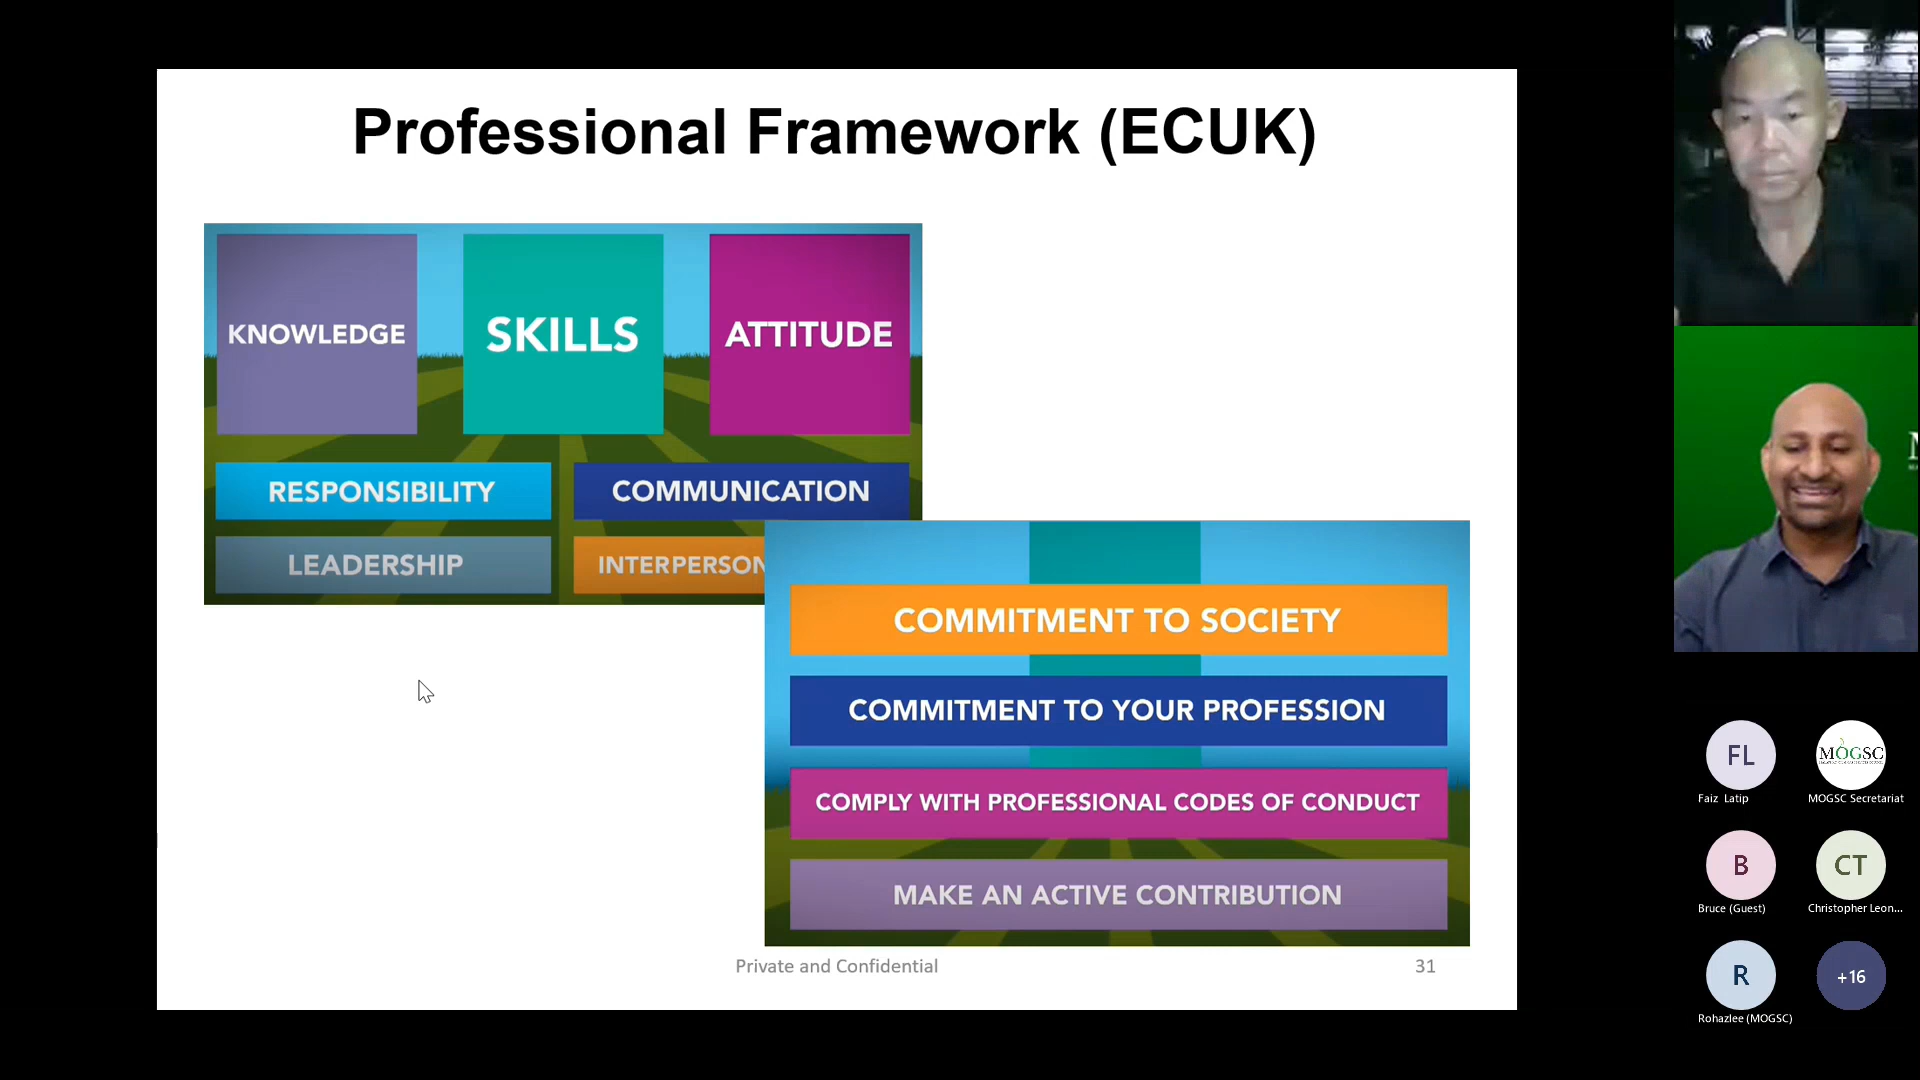 Professional Framework (ECUK)
KNOWLEDGE
SKILLS
ATTITUDE
RESPONSIBILITY
COMMUNICATION
LEADERSHIP
INTERPERSON
COMMITMENT TO SOCIETY
COMMITMENT TO YOUR PROFESSION
COMPLY WITH PROFESSIONAL CODES OF CONDUCT
MAKE AN ACTIVE CONTRIBUTION
Private and Confidential
31
FL
Faiz Latip
MOGSC
MOGSC Secretariat
B
Bruce (Guest)
CT
Christopher Leon...
R
Rohazlee (MOGSC)
+16